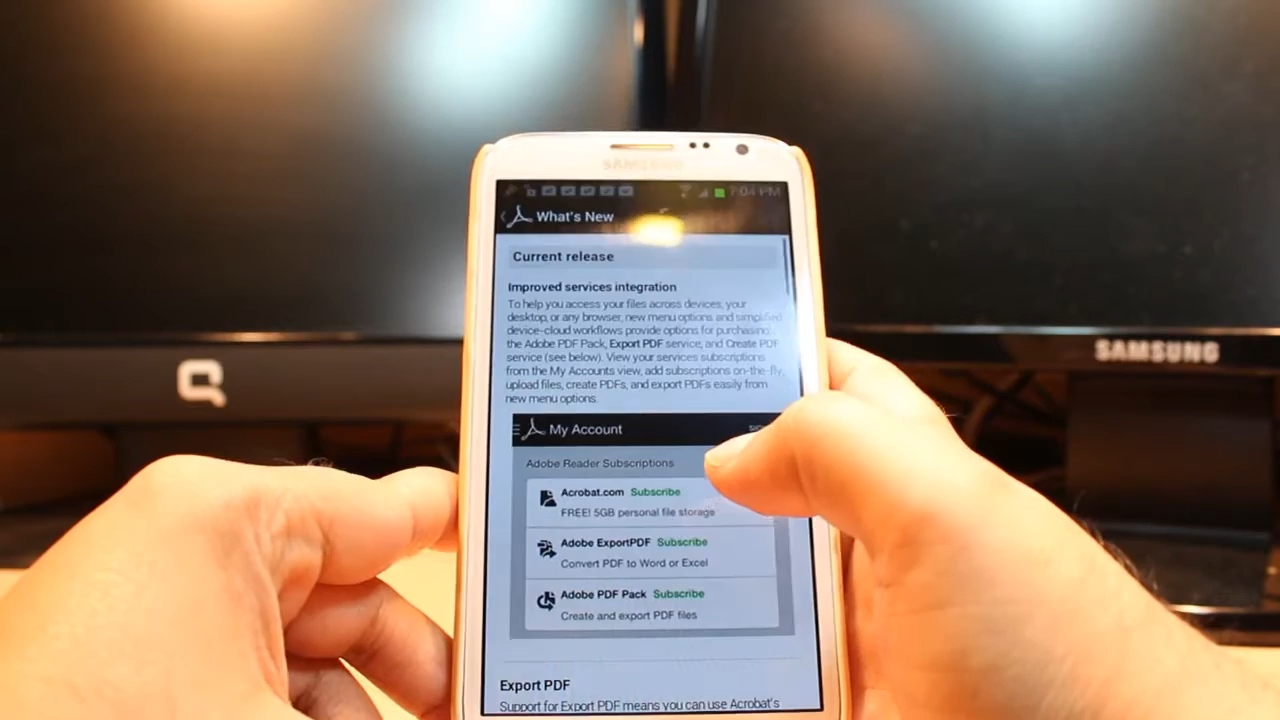 SAMSUNG
7:04 PM
What's New
Current release
Improved services integration
To help you access your files across devices, your
desktop, or any browser, new menu options and simplified
device-cloud workflows provide options for purchasing
the Adobe PDF Pack, Export PDF service, and Create PDF
service (see below). View your services subscriptions
from the My Accounts view, add subscriptions on-the-fly,
upload files, create PDFs, and export PDFs easily from
new menu options.
My Account
Adobe Reader Subscriptions
Acrobat.com Subscribe
FREE! 5GB personal file storage
Adobe ExportPDF Subscribe
Convert PDF to Word or Excel
Adobe PDF Pack Subscribe
Create and export PDF files
Export PDF
Support for Export PDF means you can use Acrobat's
SAMSUNG